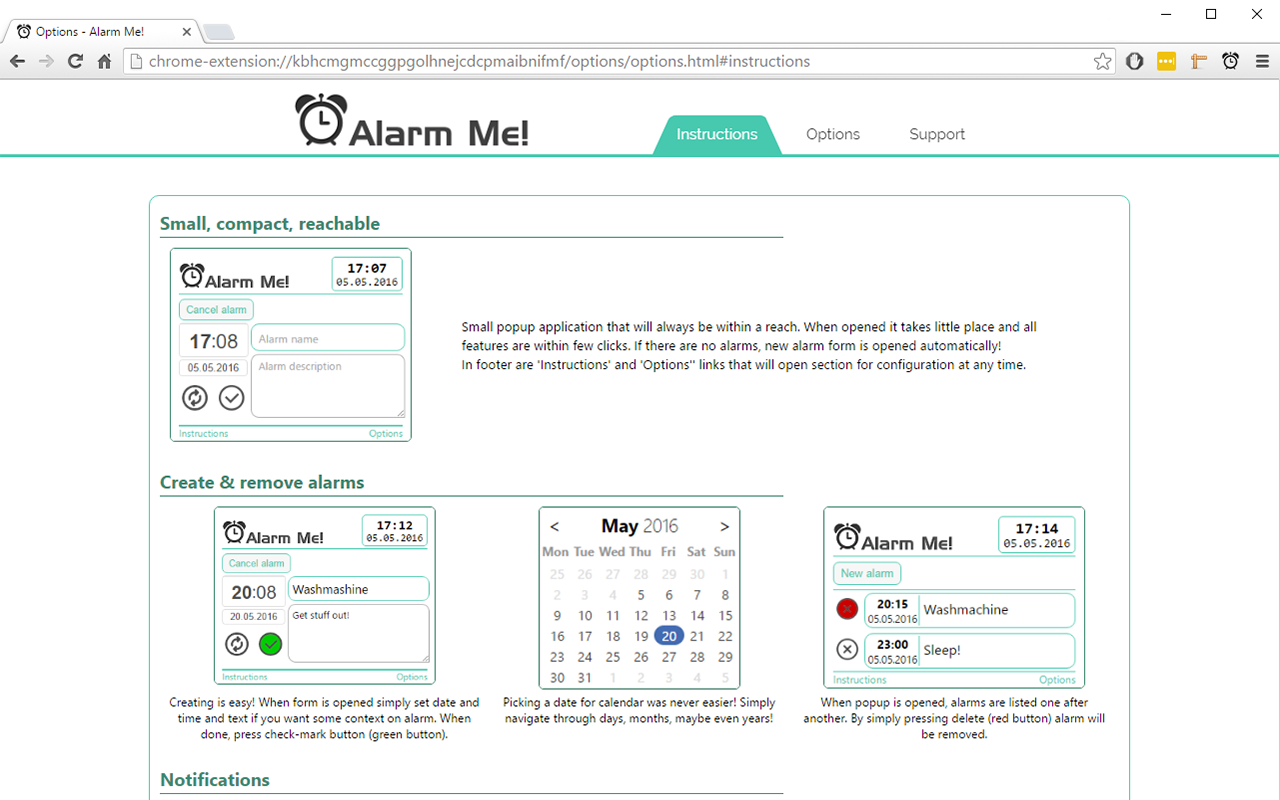 Options - Alarm Me!
chrome-extension://kbhcmgmccggpgolhnejcdcpmaibnifmf/options/options.html#instructions
Alarm Me!
Instructions
Options
Support
Small, compact, reachable
Alarm Me!
17:07
05.05.2016
Cancel alarm
17:08
Alarm name
05.05.2016
Alarm description
Instructions
Options
Small popup application that will always be within a reach. When opened it takes little place and all
features are within few clicks. If there are no alarms, new alarm form is opened automatically!
In footer are 'Instructions' and 'Options'' links that will open section for configuration at any time.
Create & remove alarms
Alarm Me!
17:12
05.05.2016
Cancel alarm
20:08
Washmashine
20.05.2016
Get stuff out!
Instructions
Options
Creating is easy! When form is opened simply set date and
time and text if you want some context on alarm. When
done, press check-mark button (green button).
< May 2016 >
Mon Tue Wed Thu Fri Sat Sun
25 26 27 28 29 30 1
2 3 4 5 6 7 8
9 10 11 12 13 14 15
16 17 18 19 20 21 22
23 24 25 26 27 28 29
30 31 1 2 3 4 5
Picking a date for calendar was never easier! Simply
navigate through days, months, maybe even years!
Alarm Me!
17:14
05.05.2016
New alarm
20:15
05.05.2016
Washmachine
23:00
05.05.2016
Sleep!
Instructions
Options
When popup is opened, alarms are listed one after
another. By simply pressing delete (red button) alarm will
be removed.
Notifications